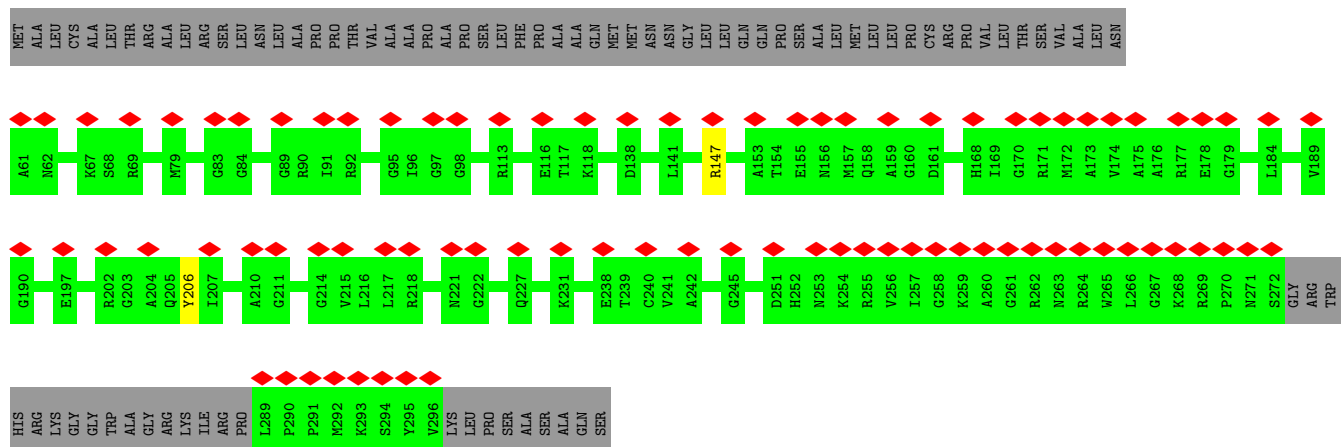 MET ALA LEU CYS ALA LEU THR ARG ALA LEU ARG SER LEU ASN LEU ALA PRO PRO THR VAL ALA ALA PRO ALA PRO SER LEU PHE PRO ALA ALA GLN MET MET ASN ASN GLY LEU LEU GLN GLN PRO SER ALA LEU MET LEU LEU PRO CYS ARG PRO VAL LEU THR SER VAL ALA LEU ASN
A61 N62 K67 S68 R69 M79 G83 G84 G89 R90 I91 R92 G95 I96 G97 G98 R113 E116 T117 K118 D138 L141 R147 A153 T154 E155 N156 M157 Q158 A159 G160 D161 H168 I169 G170 R171 M172 A173 V174 A175 A176 R177 E178 G179 L184 V189
G190 E197 R202 G203 A204 Q205 Y206 I207 A210 G211 G214 V215 L216 L217 R218 N221 G222 Q227 K231 E238 T239 C240 V241 A242 G245 D251 H252 N253 K254 R255 V256 I257 G258 K259 A260 G261 R262 N263 R264 W265 L266 G267 K268 R269 P270 N271 S272 GLY ARG TRP
HIS ARG LYS GLY GLY TRP ALA GLY ARG LYS ILE ARG PRO L289 P290 P291 M292 K293 S294 Y295 V296 LYS LEU PRO SER ALA SER ALA GLN SER